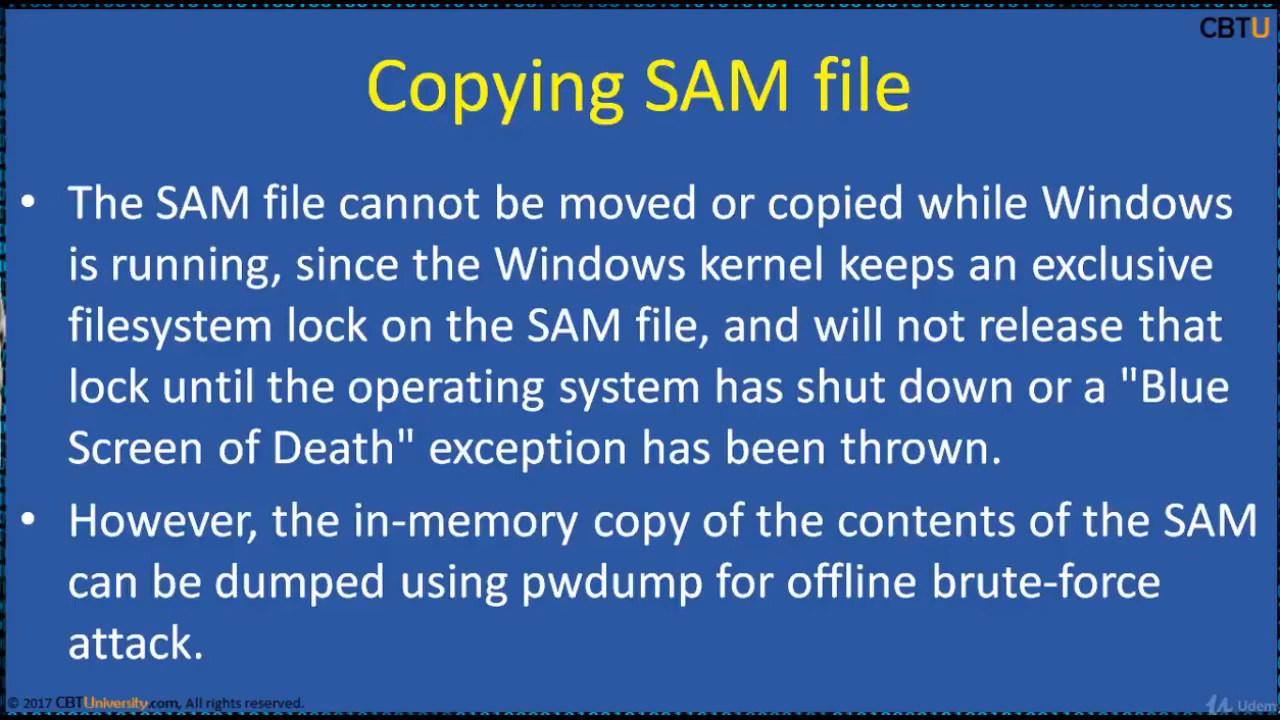 CBTU
Copying SAM file
• The SAM file cannot be moved or copied while Windows
is running, since the Windows kernel keeps an exclusive
filesystem lock on the SAM file, and will not release that
lock until the operating system has shut down or a "Blue
Screen of Death" exception has been thrown.
• However, the in-memory copy of the contents of the SAM
can be dumped using pwdump for offline brute-force
attack.
© 2017 CBTUniversity.com, All rights reserved.